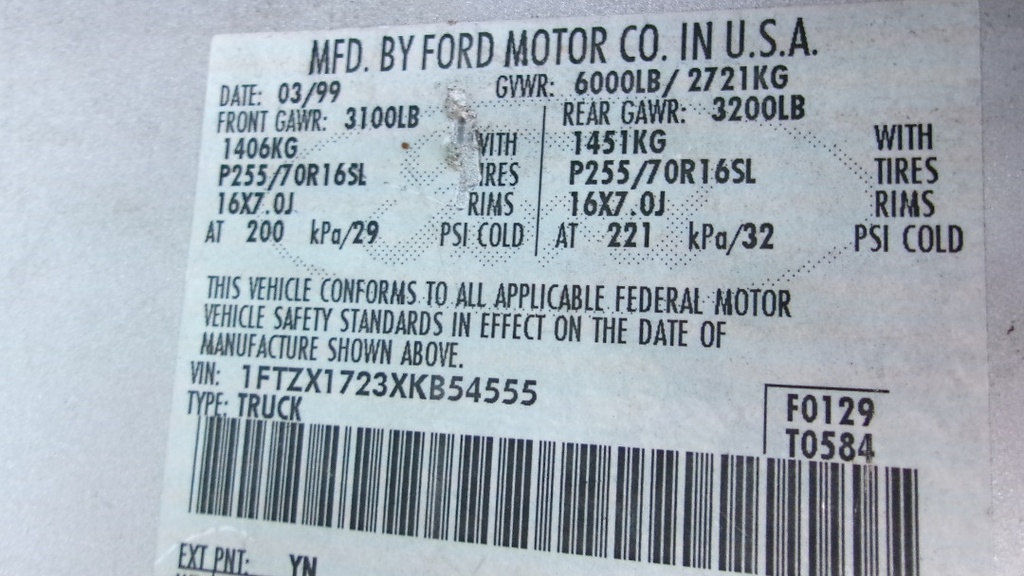 MFD. BY FORD MOTOR CO. IN U.S.A.
DATE: 03/99 GVWR: 6000LB/ 2721KG
FRONT GAWR: 3100LB REAR GAWR: 3200LB
1406KG WITH 1451KG WITH
P255/70R16SL TIRES P255/70R16SL TIRES
16X7.0J RIMS 16X7.0J RIMS
AT 200 kPa/29 PSI COLD AT 221 kPa/32 PSI COLD
THIS VEHICLE CONFORMS TO ALL APPLICABLE FEDERAL MOTOR
VEHICLE SAFETY STANDARDS IN EFFECT ON THE DATE OF
MANUFACTURE SHOWN ABOVE.
VIN: 1FTZX1723XKB54555
TYPE: TRUCK
F0129
T0584
EXT PNT: YN